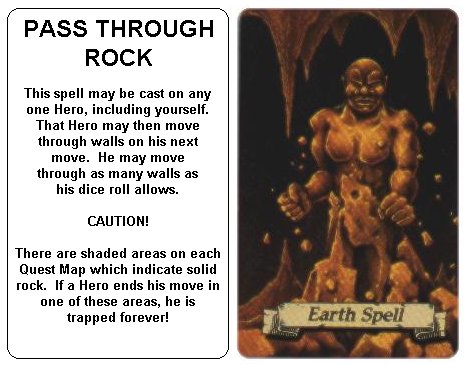 PASS THROUGH
ROCK
This spell may be cast on any
one Hero, including yourself.
That Hero may then move
through walls on his next
move. He may move
through as many walls as
his dice roll allows.
CAUTION!
There are shaded areas on each
Quest Map which indicate solid
rock. If a Hero ends his move in
one of these areas, he is
trapped forever!
Earth Spell